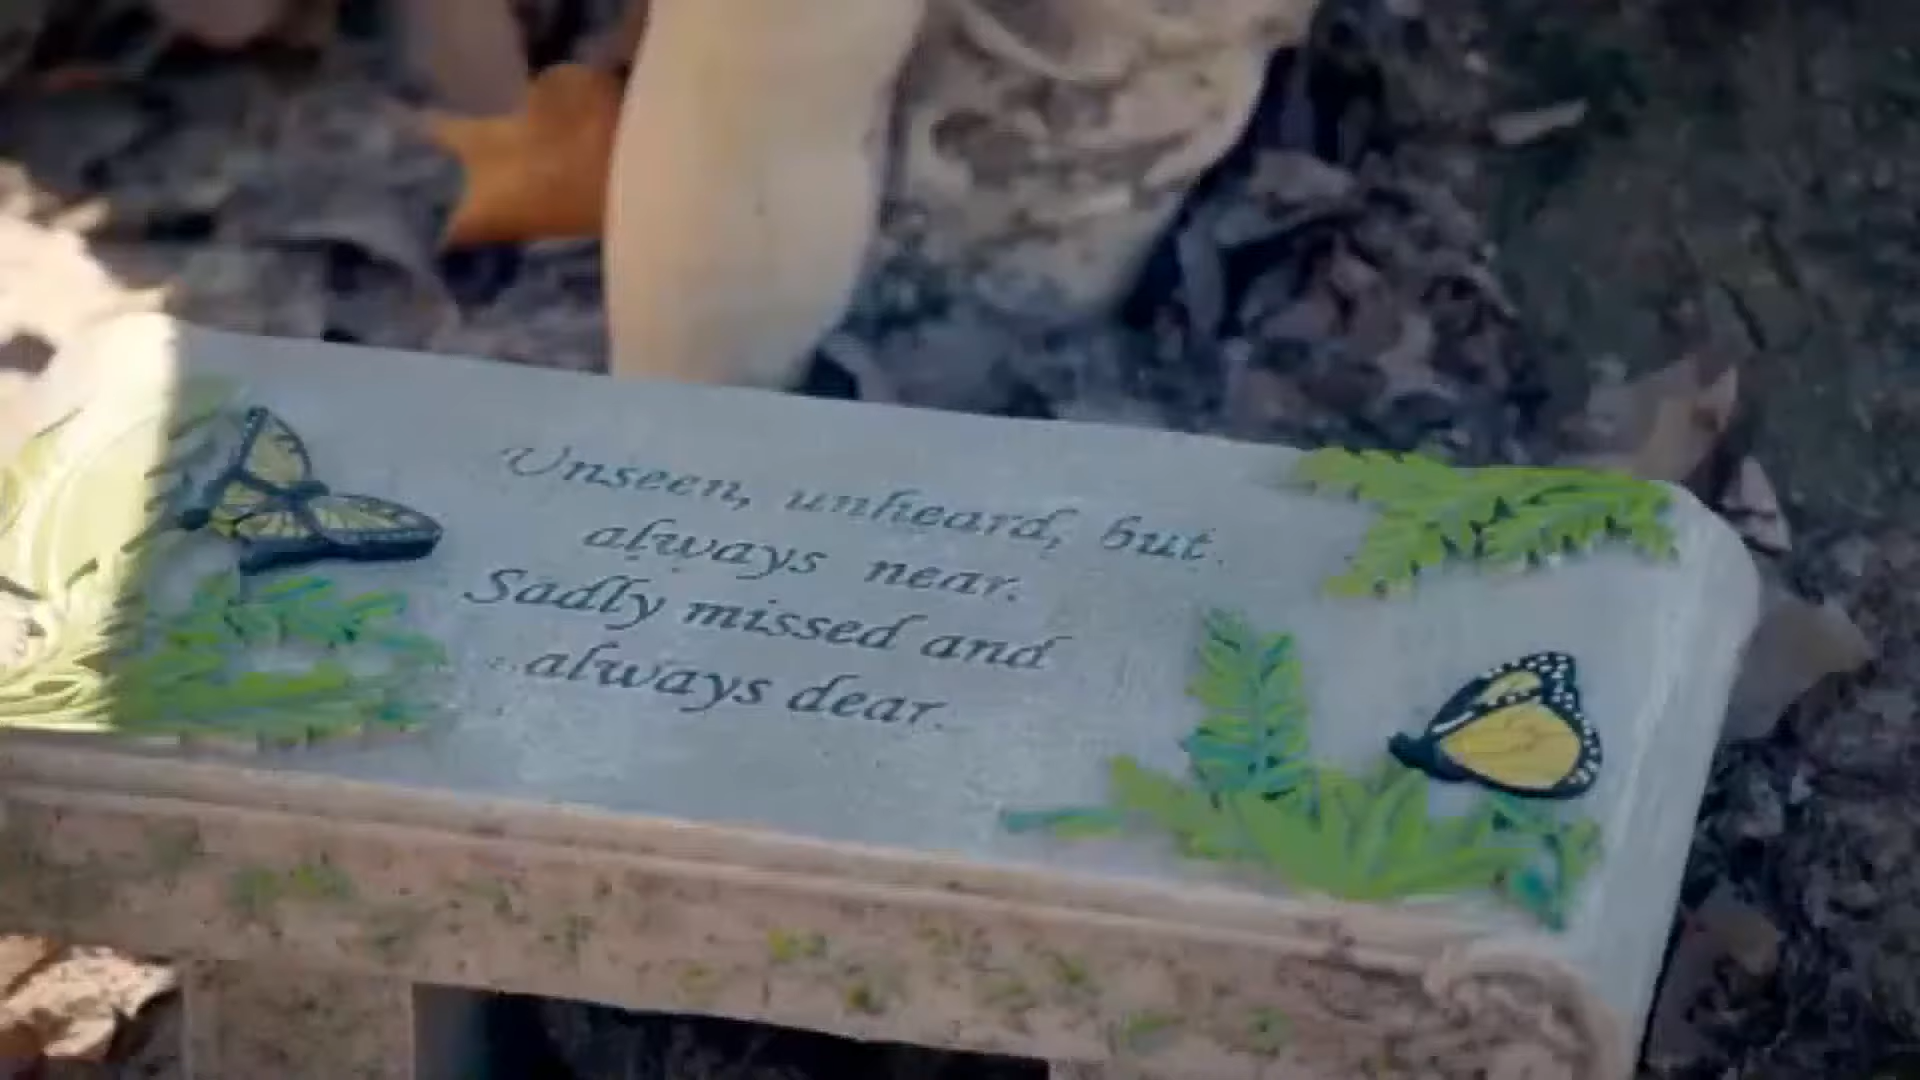 Unseen, unheard, but
always near.
Sadly missed and
always dear.